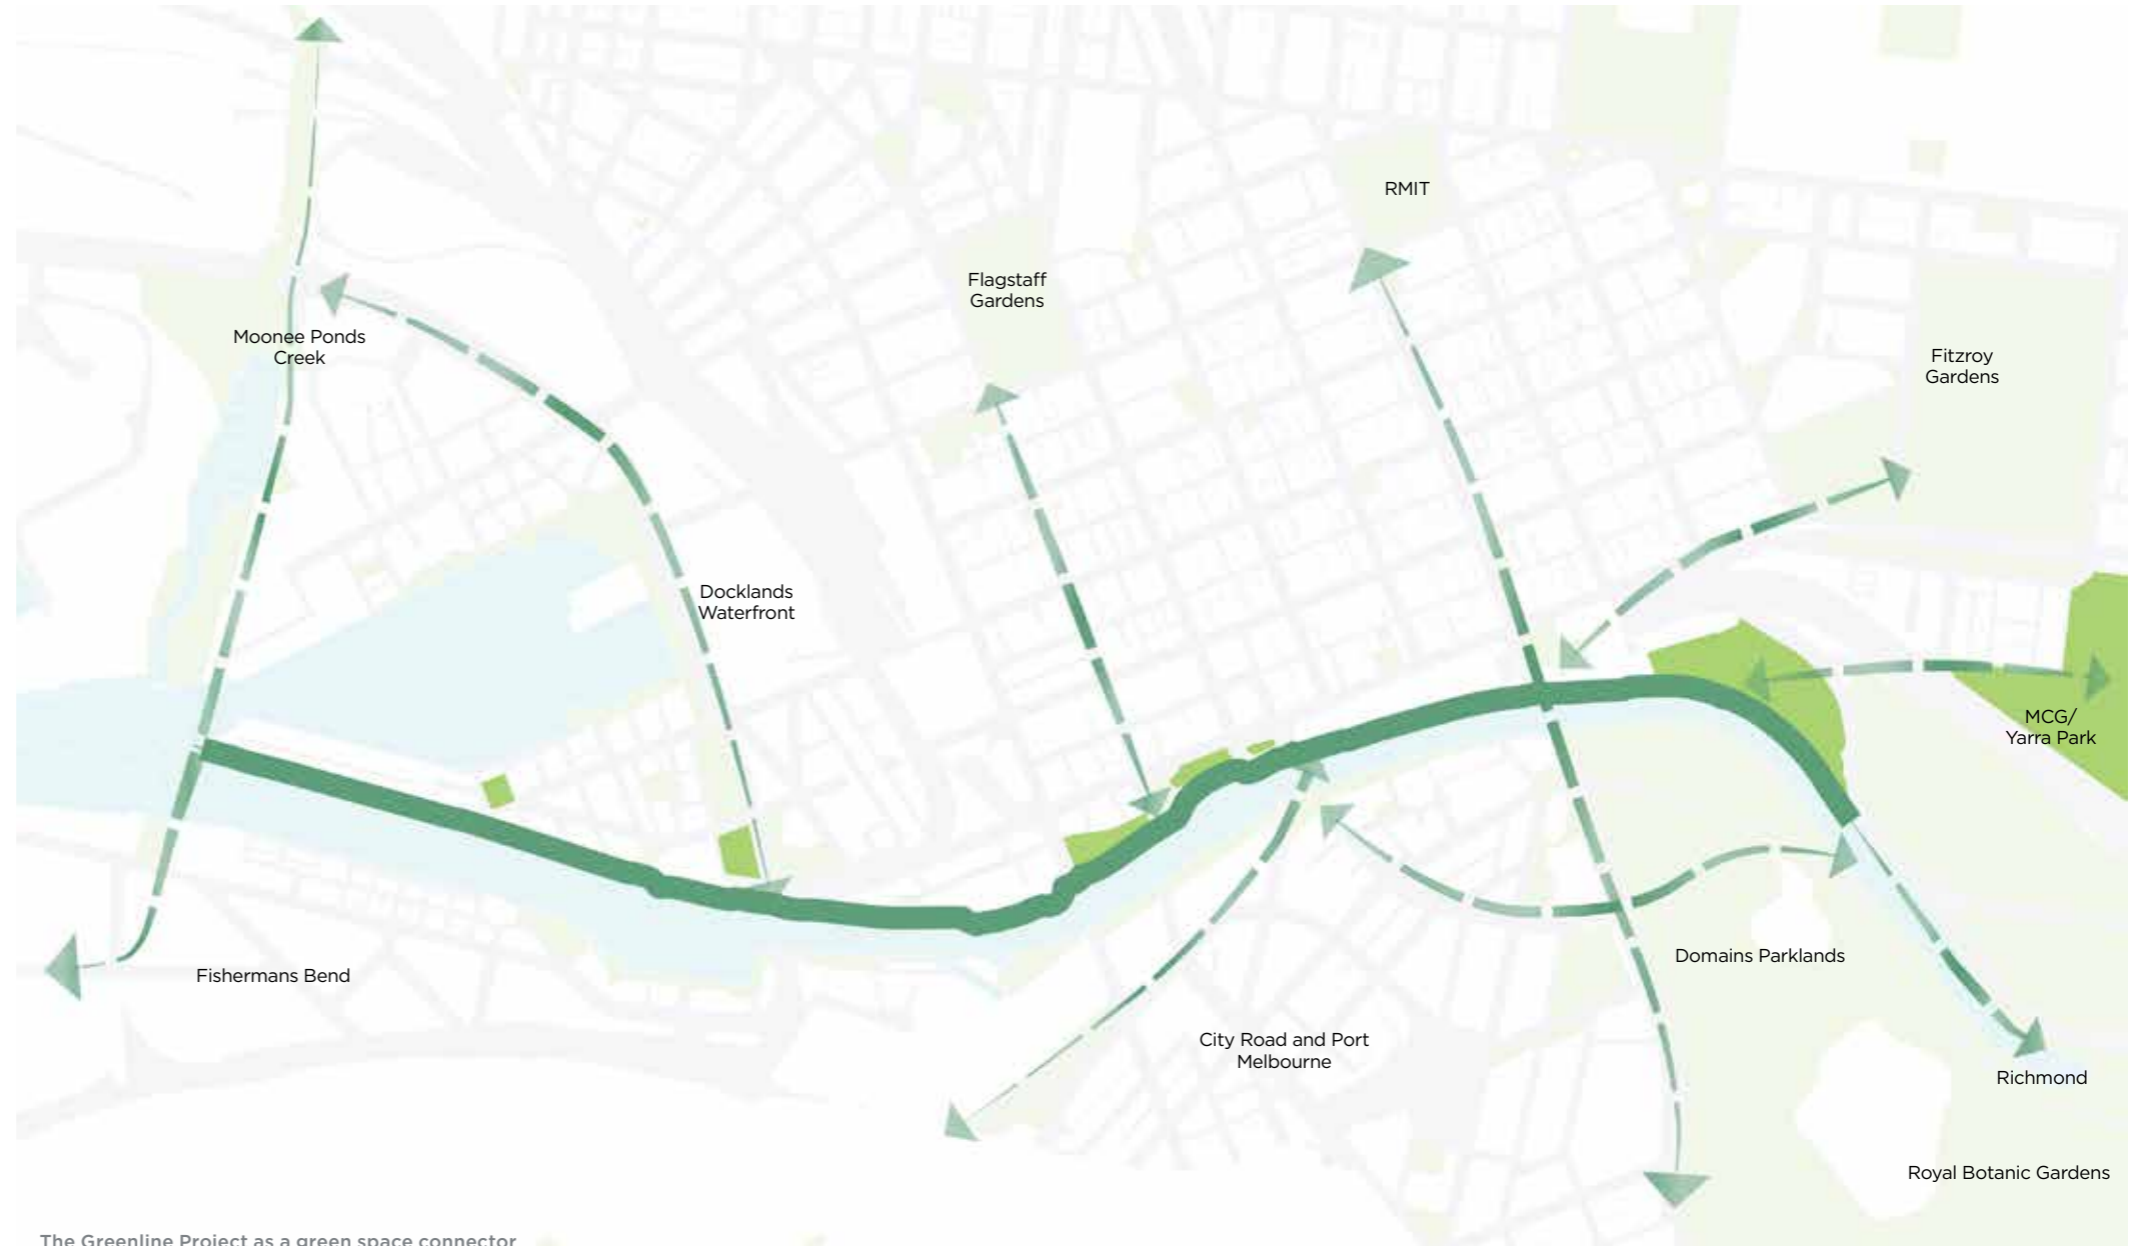 RMIT
Flagstaff
Gardens
Moonee Ponds
Creek
Fitzroy
Gardens
Docklands
Waterfront
MCG/
Yarra Park
Fishermans Bend
Domains Parklands
City Road and Port
Melbourne
Richmond
Royal Botanic Gardens
The Greenline Project as a green space connector